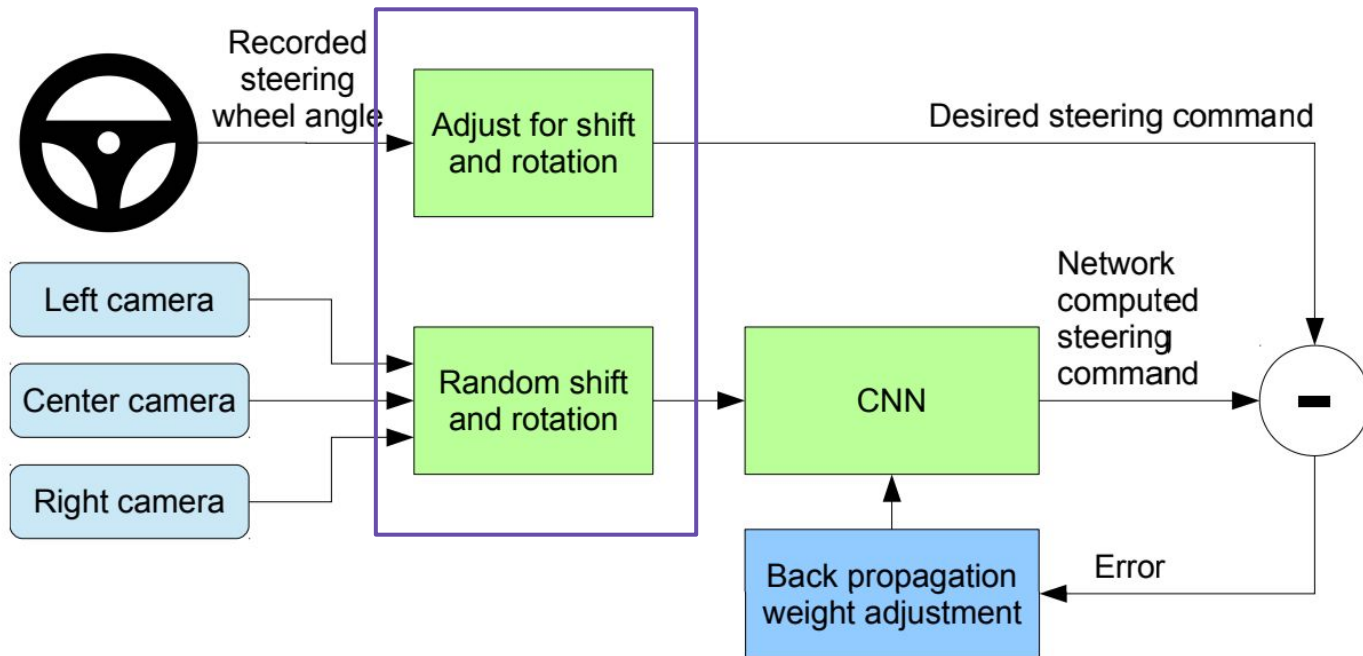 Recorded
steering
wheel angle
Adjust for shift
and rotation
Desired steering command
Left camera
Center camera
Right camera
Random shift
and rotation
CNN
Network
computed
steering
command
Back propagation
weight adjustment
Error